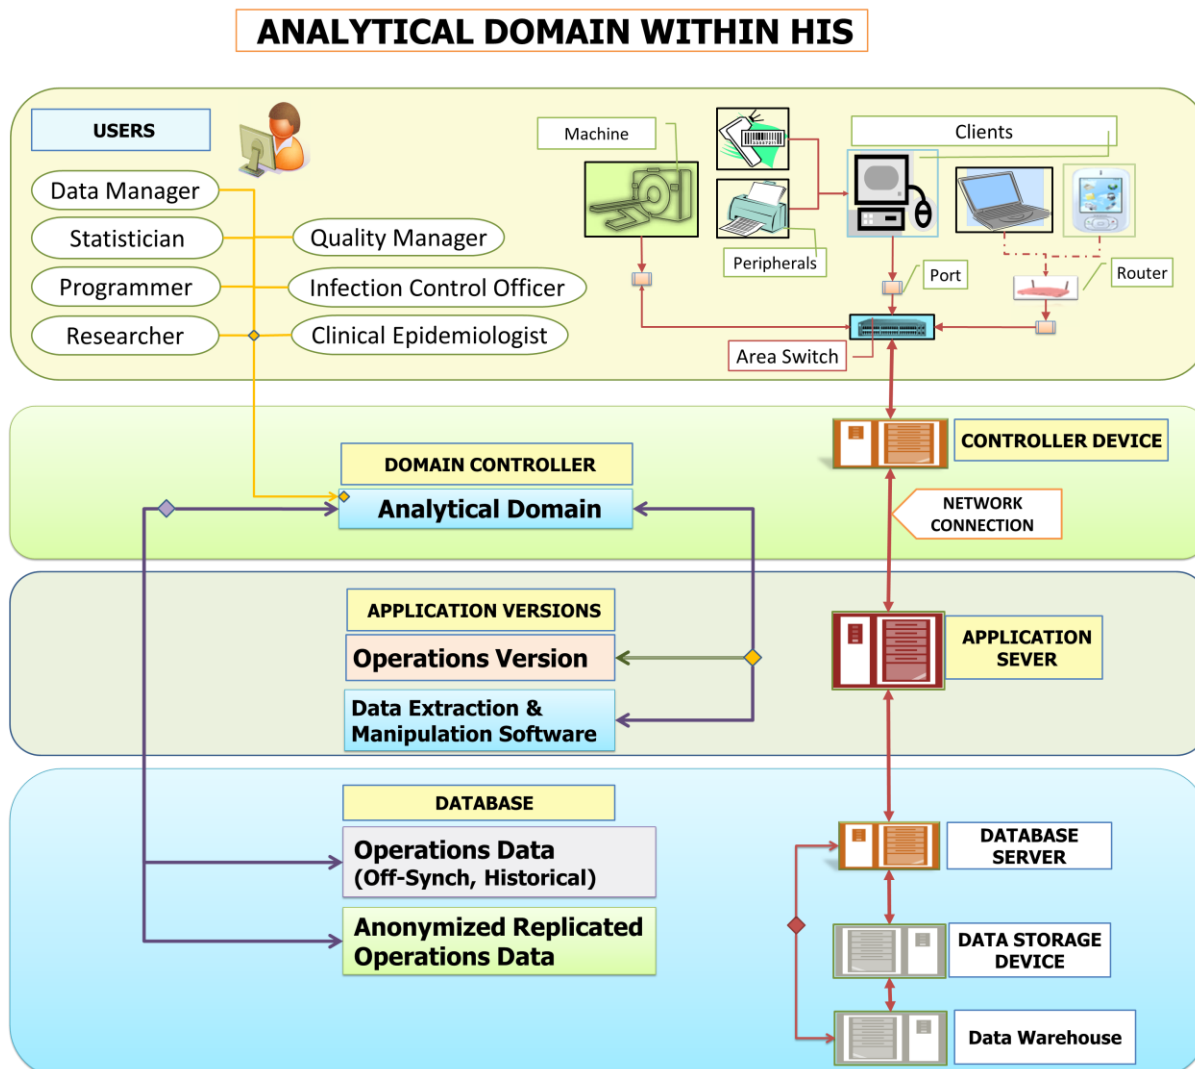 ANALYTICAL DOMAIN WITHIN HIS
USERS
Data Manager
Statistician
Quality Manager
Programmer
Infection Control Officer
Researcher
Clinical Epidemiologist
Machine
Clients
Peripherals
Port
Router
Area Switch
CONTROLLER DEVICE
DOMAIN CONTROLLER
Analytical Domain
NETWORK
CONNECTION
APPLICATION VERSIONS
Operations Version
Data Extraction &
Manipulation Software
APPLICATION
SEVER
DATABASE
Operations Data
(Off-Synch, Historical)
Anonymized Replicated
Operations Data
DATABASE
SERVER
DATA STORAGE
DEVICE
Data Warehouse